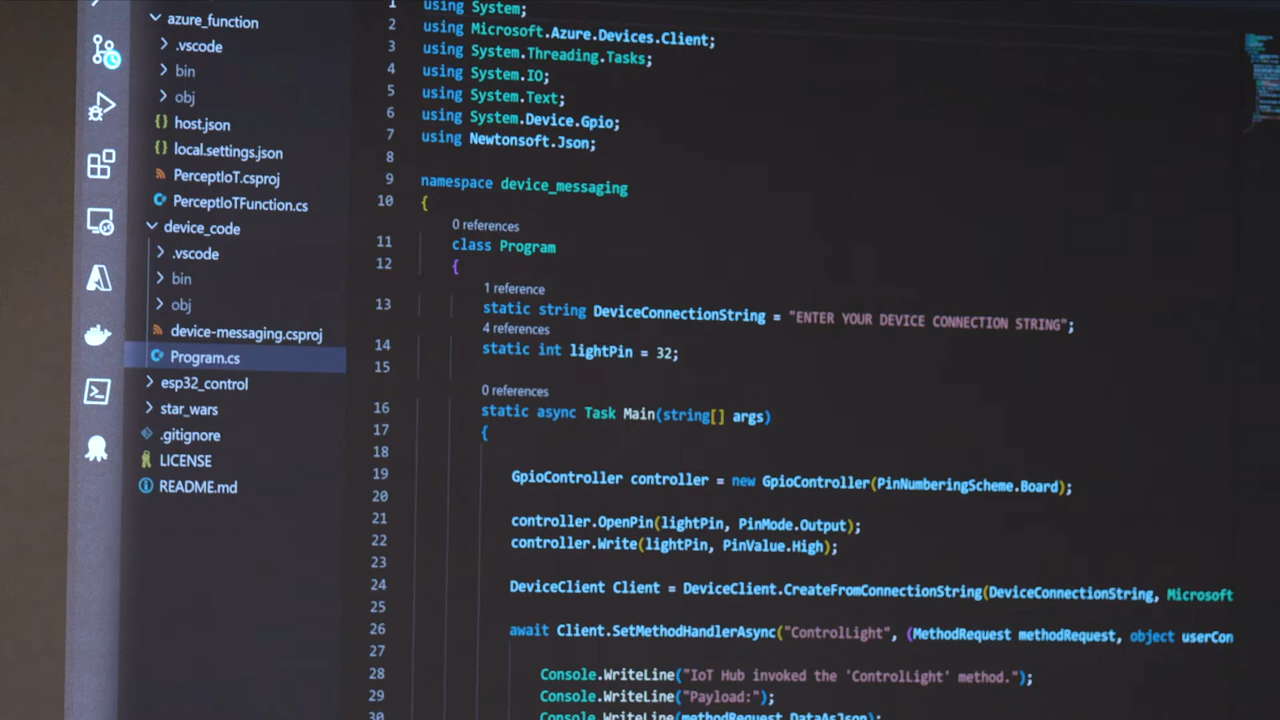 azure_function
.vscode
bin
obj
host.json
local.settings.json
PerceptIoT.csproj
PerceptIoTFunction.cs
device_code
.vscode
bin
obj
device-messaging.csproj
Program.cs
esp32_control
star_wars
.gitignore
LICENSE
README.md
1 using System;
2 using Microsoft.Azure.Devices.Client;
3 using System.Threading.Tasks;
4 using System.IO;
5 using System.Text;
6 using System.Device.Gpio;
7 using Newtonsoft.Json;
8
9 namespace device_messaging
10 {
0 references
11 class Program
12 {
1 reference
13 static string DeviceConnectionString = "ENTER YOUR DEVICE CONNECTION STRING";
4 references
14 static int lightPin = 32;
15
0 references
16 static async Task Main(string[] args)
17 {
18
19 GpioController controller = new GpioController(PinNumberingScheme.Board);
20
21 controller.OpenPin(lightPin, PinMode.Output);
22 controller.Write(lightPin, PinValue.High);
23
24 DeviceClient Client = DeviceClient.CreateFromConnectionString(DeviceConnectionString, Microsoft
25
26 await Client.SetMethodHandlerAsync("ControlLight", (MethodRequest methodRequest, object userCon
27
28 Console.WriteLine("IoT Hub invoked the 'ControlLight' method.");
29 Console.WriteLine("Payload:");
30 Console.WriteLine(methodRequest.DataAsJson);